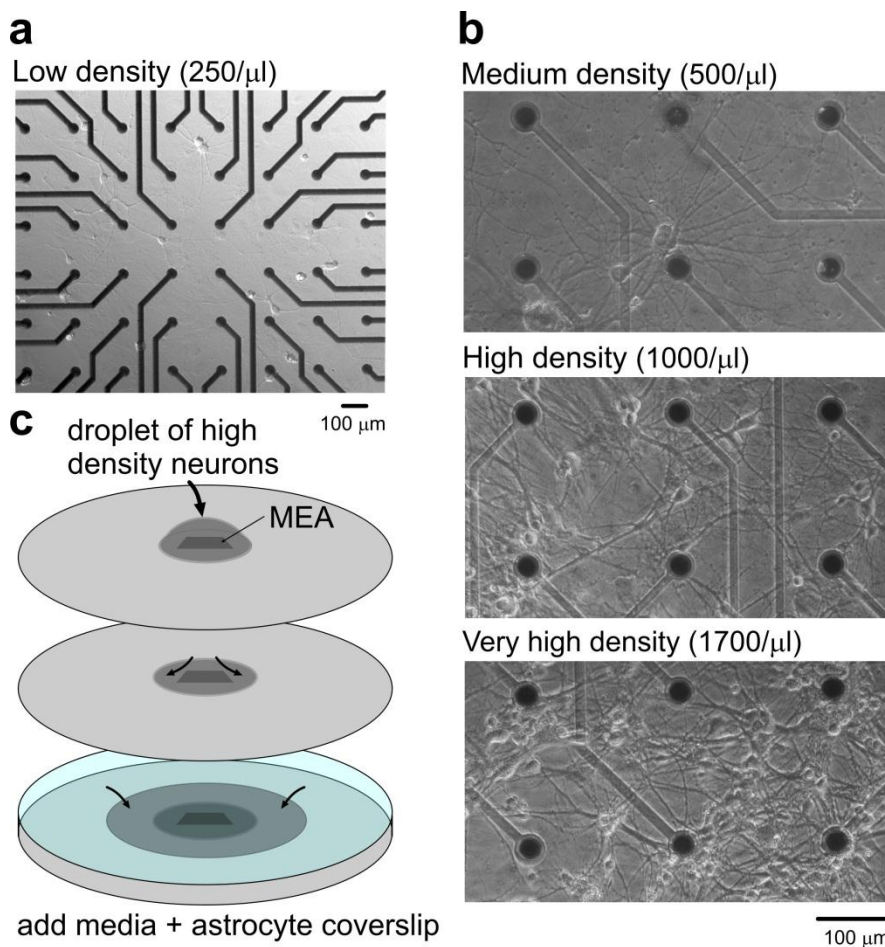 a
Low density (250/µl)
100 µm
b
Medium density (500/µl)
High density (1000/µl)
Very high density (1700/µl)
100 µm
c
droplet of high
density neurons
MEA
add media + astrocyte coverslip